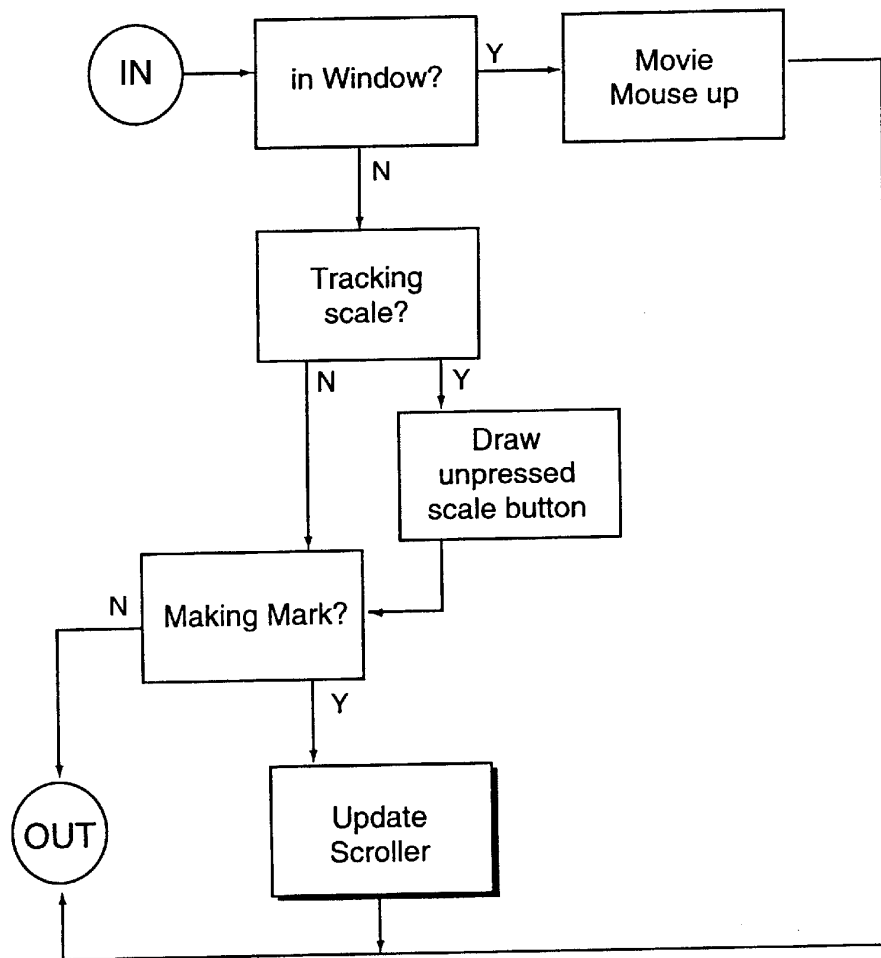 IN
in Window?
Y
Movie
Mouse up
N
Tracking
scale?
N
Y
Draw
unpressed
scale button
N
Making Mark?
Y
OUT
Update
Scroller